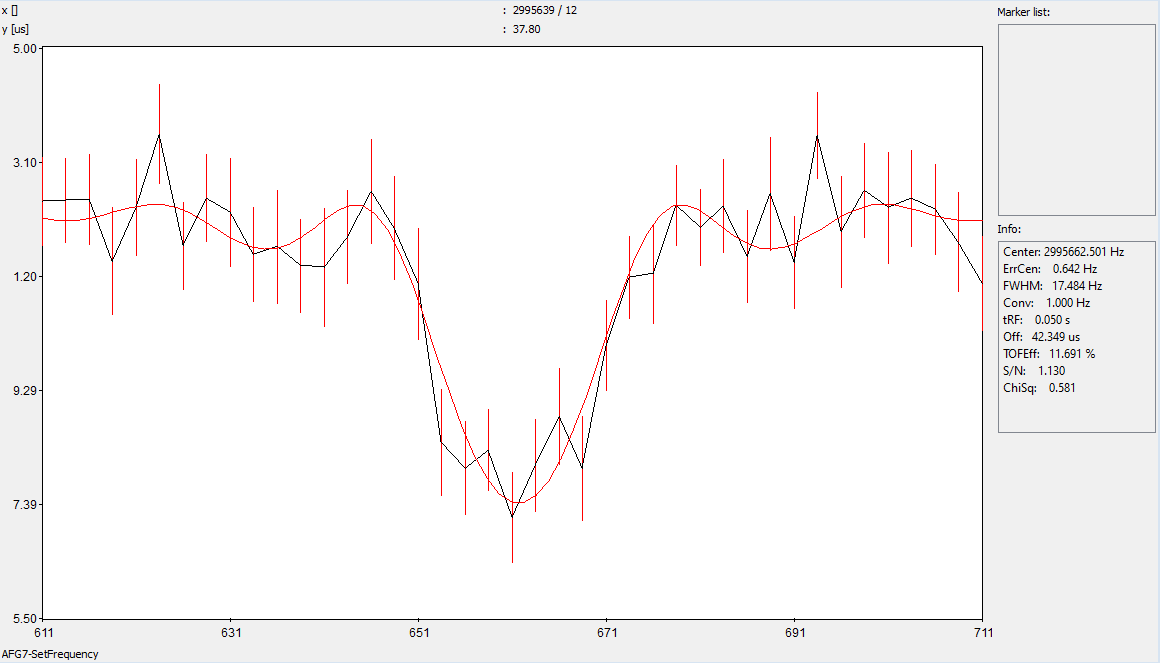 x [] : 2995639 / 12
y [us] : 37.80
Marker list:
5.00
3.10
1.20
9.29
7.39
5.50
611 631 651 671 691 711
AFG7-SetFrequency
Info:
Center: 2995662.501 Hz
ErrCen: 0.642 Hz
FWHM: 17.484 Hz
Conv: 1.000 Hz
tRF: 0.050 s
Off: 42.349 us
TOFEff: 11.691 %
S/N: 1.130
ChiSq: 0.581